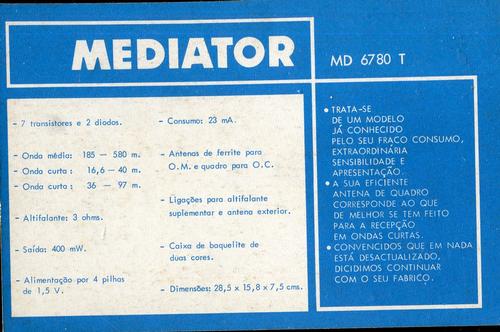 MEDIATOR
MD 6780 T
- 7 transistores e 2 díodos.
- Onda média: 185 — 580 m.
- Onda curta : 16,6 — 40 m.
- Onda curta : 36 — 97 m.
- Altifalante: 3 ohms.
- Saída: 400 mW.
- Alimentação por 4 pilhas
de 1,5 V.
- Consumo: 23 mA.
- Antenas de ferrite para
O. M. e quadro para O. C.
- Ligações para altifalante
suplementar e antena exterior.
- Caixa de baquelite de
duas cores.
- Dimensões: 28,5 x 15,8 x 7,5 cms.
• TRATA-SE
DE UM MODELO
JÁ CONHECIDO
PELO SEU FRACO CONSUMO,
EXTRAORDINÁRIA
SENSIBILIDADE E
APRESENTAÇÃO.
• A SUA EFICIENTE
ANTENA DE QUADRO
CORRESPONDE AO QUE
DE MELHOR SE TEM FEITO
PARA A RECEPÇÃO
EM ONDAS CURTAS.
• CONVENCIDOS QUE EM NADA
ESTÁ DESACTUALIZADO,
DICIDIMOS CONTINUAR
COM O SEU FABRICO.